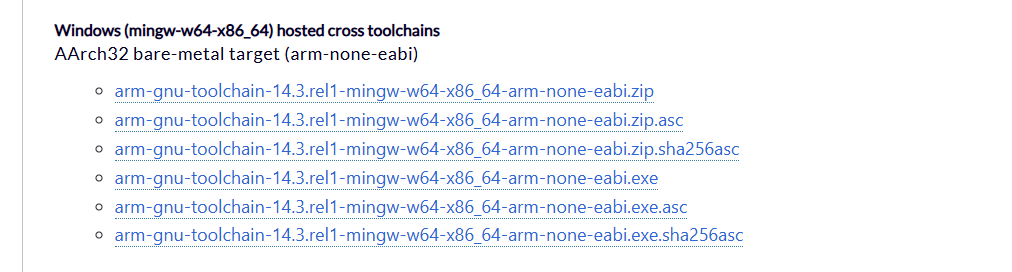 Windows (mingw-w64-x86_64) hosted cross toolchains
AArch32 bare-metal target (arm-none-eabi)
arm-gnu-toolchain-14.3.rel1-mingw-w64-x86_64-arm-none-eabi.zip
arm-gnu-toolchain-14.3.rel1-mingw-w64-x86_64-arm-none-eabi.zip.asc
arm-gnu-toolchain-14.3.rel1-mingw-w64-x86_64-arm-none-eabi.zip.sha256asc
arm-gnu-toolchain-14.3.rel1-mingw-w64-x86_64-arm-none-eabi.exe
arm-gnu-toolchain-14.3.rel1-mingw-w64-x86_64-arm-none-eabi.exe.asc
arm-gnu-toolchain-14.3.rel1-mingw-w64-x86_64-arm-none-eabi.exe.sha256asc